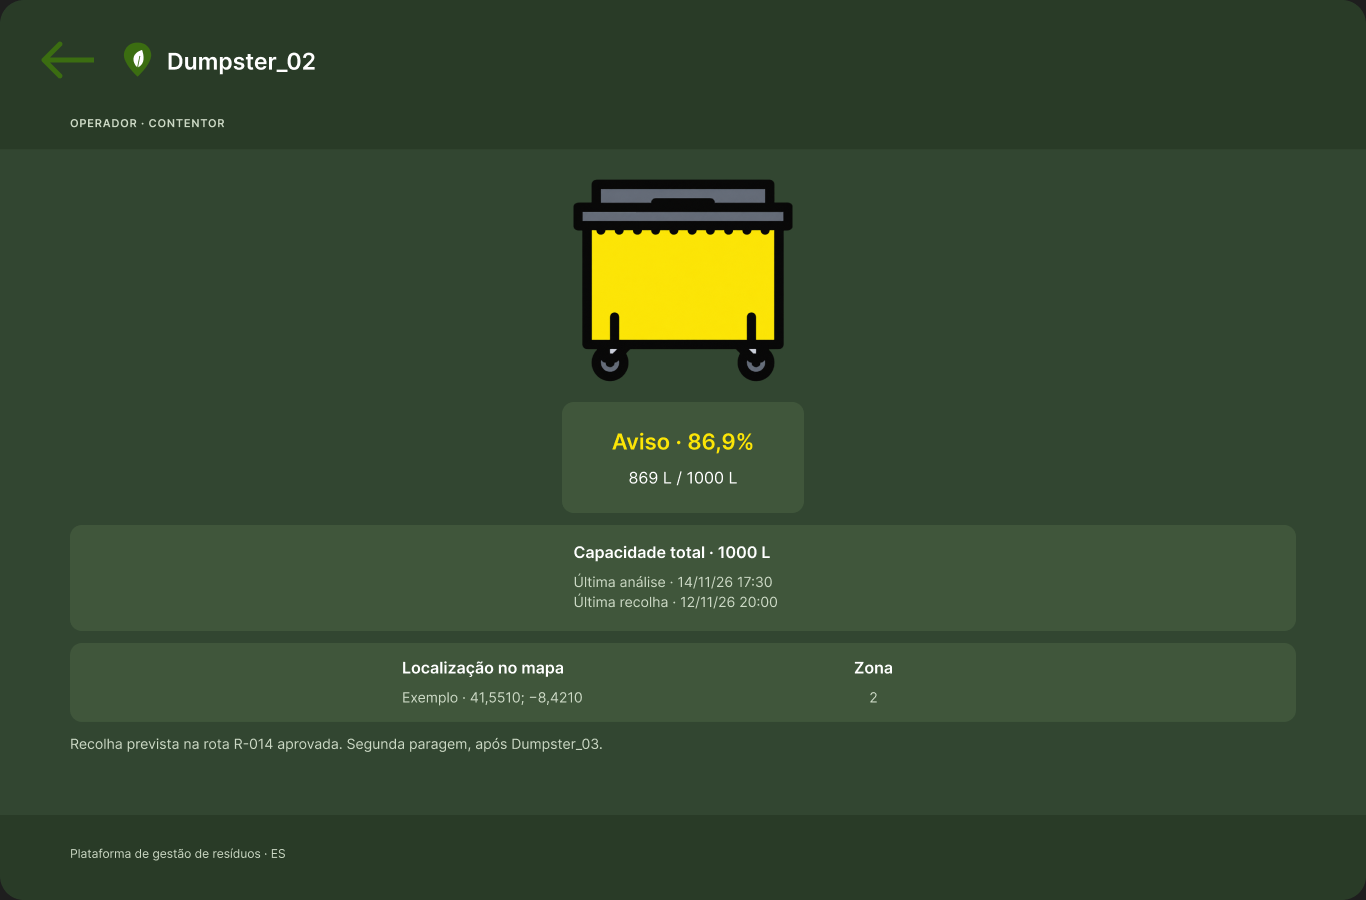 Dumpster_02
OPERADOR · CONTENTOR
Aviso · 86,9%
869 L / 1000 L
Capacidade total · 1000 L
Última análise · 14/11/26 17:30
Última recolha · 12/11/26 20:00
Localização no mapa
Exemplo · 41,5510; −8,4210
Zona
2
Recolha prevista na rota R-014 aprovada. Segunda paragem, após Dumpster_03.
Plataforma de gestão de resíduos · ES